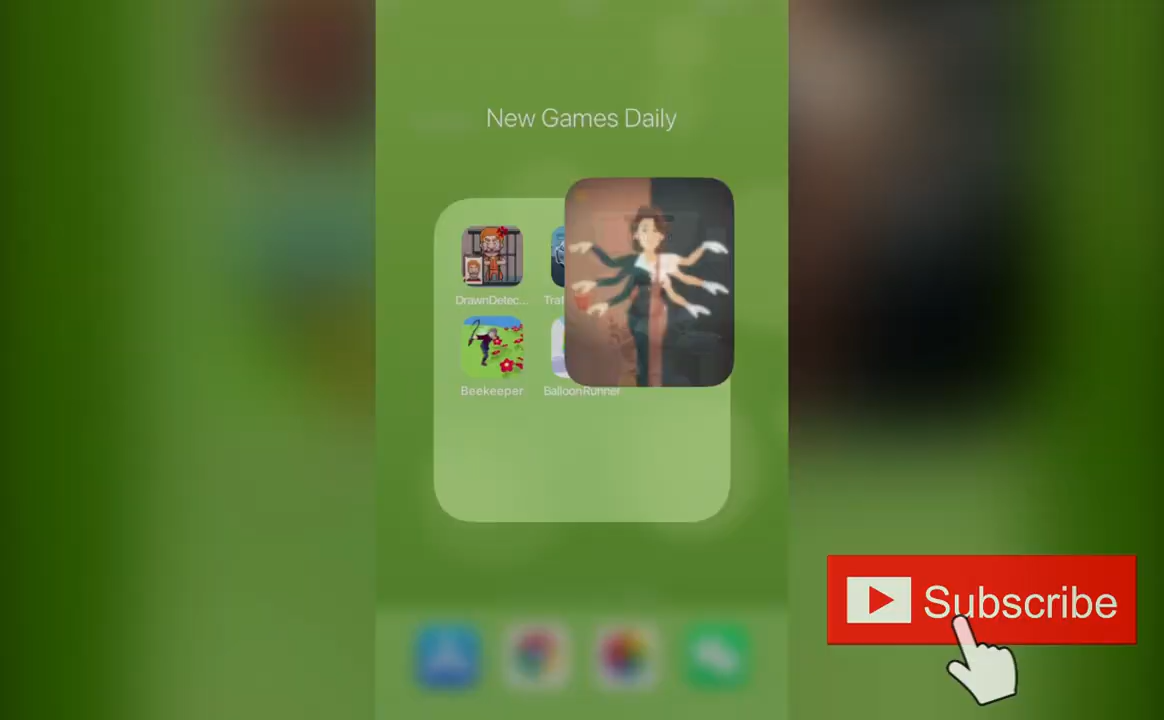 New Games Daily
DrawnDetec...
Beekeeper
BalloonRunner
Subscribe